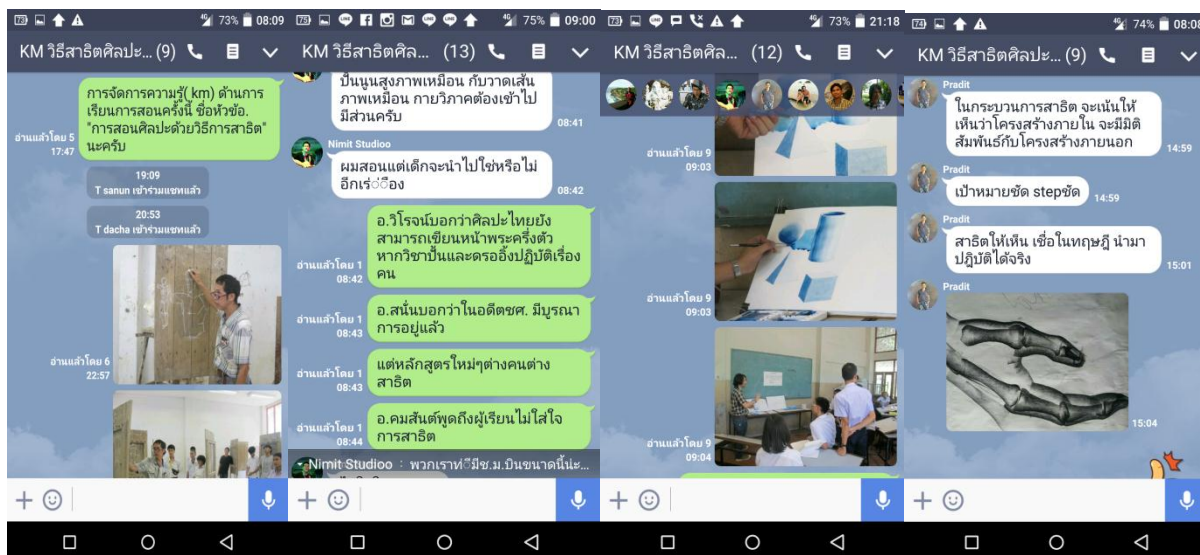 73% 08:09
KM วิธีสาธิตศิลปะ... (9)
การจัดการความรู้( km) ด้านการ
เรียนการสอนครั้งนี้ ชื่อหัวข้อ.
"การสอนศิลปะด้วยวิธีการสาธิต"
นะครับ
อ่านแล้วโดย 5
17:47
19:09
T sanun เข้าร่วมแชทแล้ว
20:53
T dacha เข้าร่วมแชทแล้ว
อ่านแล้วโดย 6
22:57
75% 09:00
KM วิธีสาธิตศิล... (13)
ปั้นนูนสูงภาพเหมือน กับวาดเส้น
ภาพเหมือน กายวิภาคต้องเข้าไป
มีส่วนครับ
08:41
Nimit Studioo
ผมสอนแต่เด็กจะนำไปใช่หรือไม่
อีกเร่ื่อง
08:42
อ.วิโรจน์บอกว่าศิลปะไทยยัง
สามารถเขียนหน้าพระครึ่งตัว
หากวิชาปั้นและดรออิ้งปฏิบัติเรื่อง
คน
อ่านแล้วโดย 1
08:42
อ.สนั่นบอกว่าในอดีตชศ. มีบูรณา
การอยู่แล้ว
อ่านแล้วโดย 1
08:43
แต่หลักสูตรใหม่ๆต่างคนต่าง
สาธิต
อ่านแล้วโดย 1
08:43
อ.คมสันต์พูดถึงผู้เรียนไม่ใส่ใจ
การสาธิต
อ่านแล้วโดย 1
08:44
Nimit Studioo : พวกเราท่ีมีช.ม.บินขนาดนี้น่ะ...
73% 21:18
KM วิธีสาธิตศิล... (12)
อ่านแล้วโดย 9
09:03
อ่านแล้วโดย 9
09:03
อ่านแล้วโดย 9
09:04
74% 08:08
KM วิธีสาธิตศิลปะ... (9)
Pradit
ในกระบวนการสาธิต จะเน้นให้
เห็นว่าโครงสร้างภายใน จะมีมิติ
สัมพันธ์กับโครงสร้างภายนอก
14:59
Pradit
เป้าหมายชัด stepชัด
14:59
Pradit
สาธิตให้เห็น เชื่อในทฤษฎี นำมา
ปฎิบัติได้จริง
15:01
Pradit
15:04